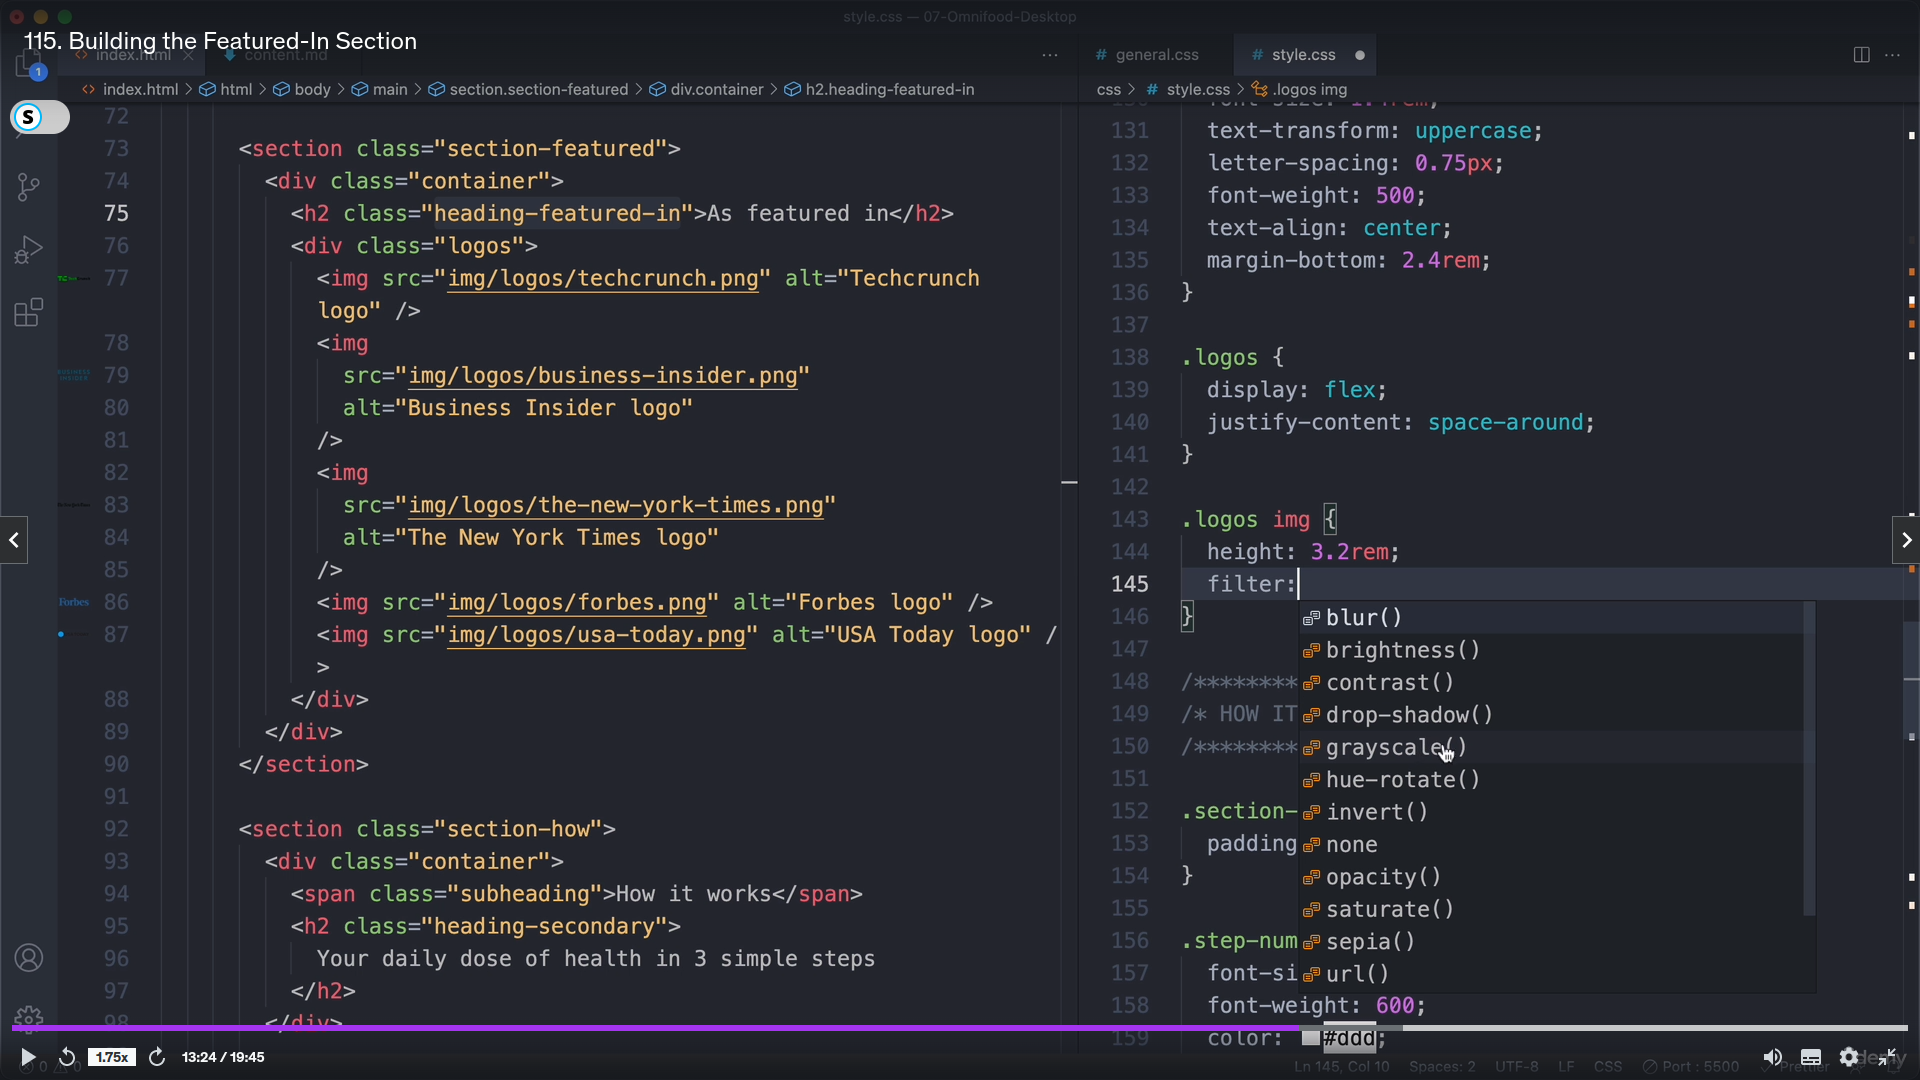 style.css — 07-Omnifood-Desktop
115. Building the Featured-In Section
index.html
content.md
# general.css
# style.css
index.html > html > body > main > section.section-featured > div.container > h2.heading-featured-in
css > # style.css > .logos img
1
S
72
73 <section class="section-featured">
74 <div class="container">
75 <h2 class="heading-featured-in">As featured in</h2>
76 <div class="logos">
77 <img src="img/logos/techcrunch.png" alt="Techcrunch
logo" />
78 <img
79 src="img/logos/business-insider.png"
80 alt="Business Insider logo"
81 />
82 <img
83 src="img/logos/the-new-york-times.png"
84 alt="The New York Times logo"
85 />
86 <img src="img/logos/forbes.png" alt="Forbes logo" />
87 <img src="img/logos/usa-today.png" alt="USA Today logo" /
>
88 </div>
89 </div>
90 </section>
91
92 <section class="section-how">
93 <div class="container">
94 <span class="subheading">How it works</span>
95 <h2 class="heading-secondary">
96 Your daily dose of health in 3 simple steps
97 </h2>
98 </div>
BUSINESS
INSIDER
Forbes
131 text-transform: uppercase;
132 letter-spacing: 0.75px;
133 font-weight: 500;
134 text-align: center;
135 margin-bottom: 2.4rem;
136 }
137
138 .logos {
139 display: flex;
140 justify-content: space-around;
141 }
142
143 .logos img {
144 height: 3.2rem;
145 filter:
146 }
147
148 /********
149 /* HOW IT
150 /********
151
152 .section-
153 padding
154 }
155
156 .step-num
157 font-si
158 font-weight: 600;
159 color: #ddd;
blur()
brightness()
contrast()
drop-shadow()
grayscale()
hue-rotate()
invert()
none
opacity()
saturate()
sepia()
url()
1.75x
13:24 / 19:45
0 0
Ln 145, Col 10 Spaces: 2 UTF-8 LF CSS Port : 5500 Prettier